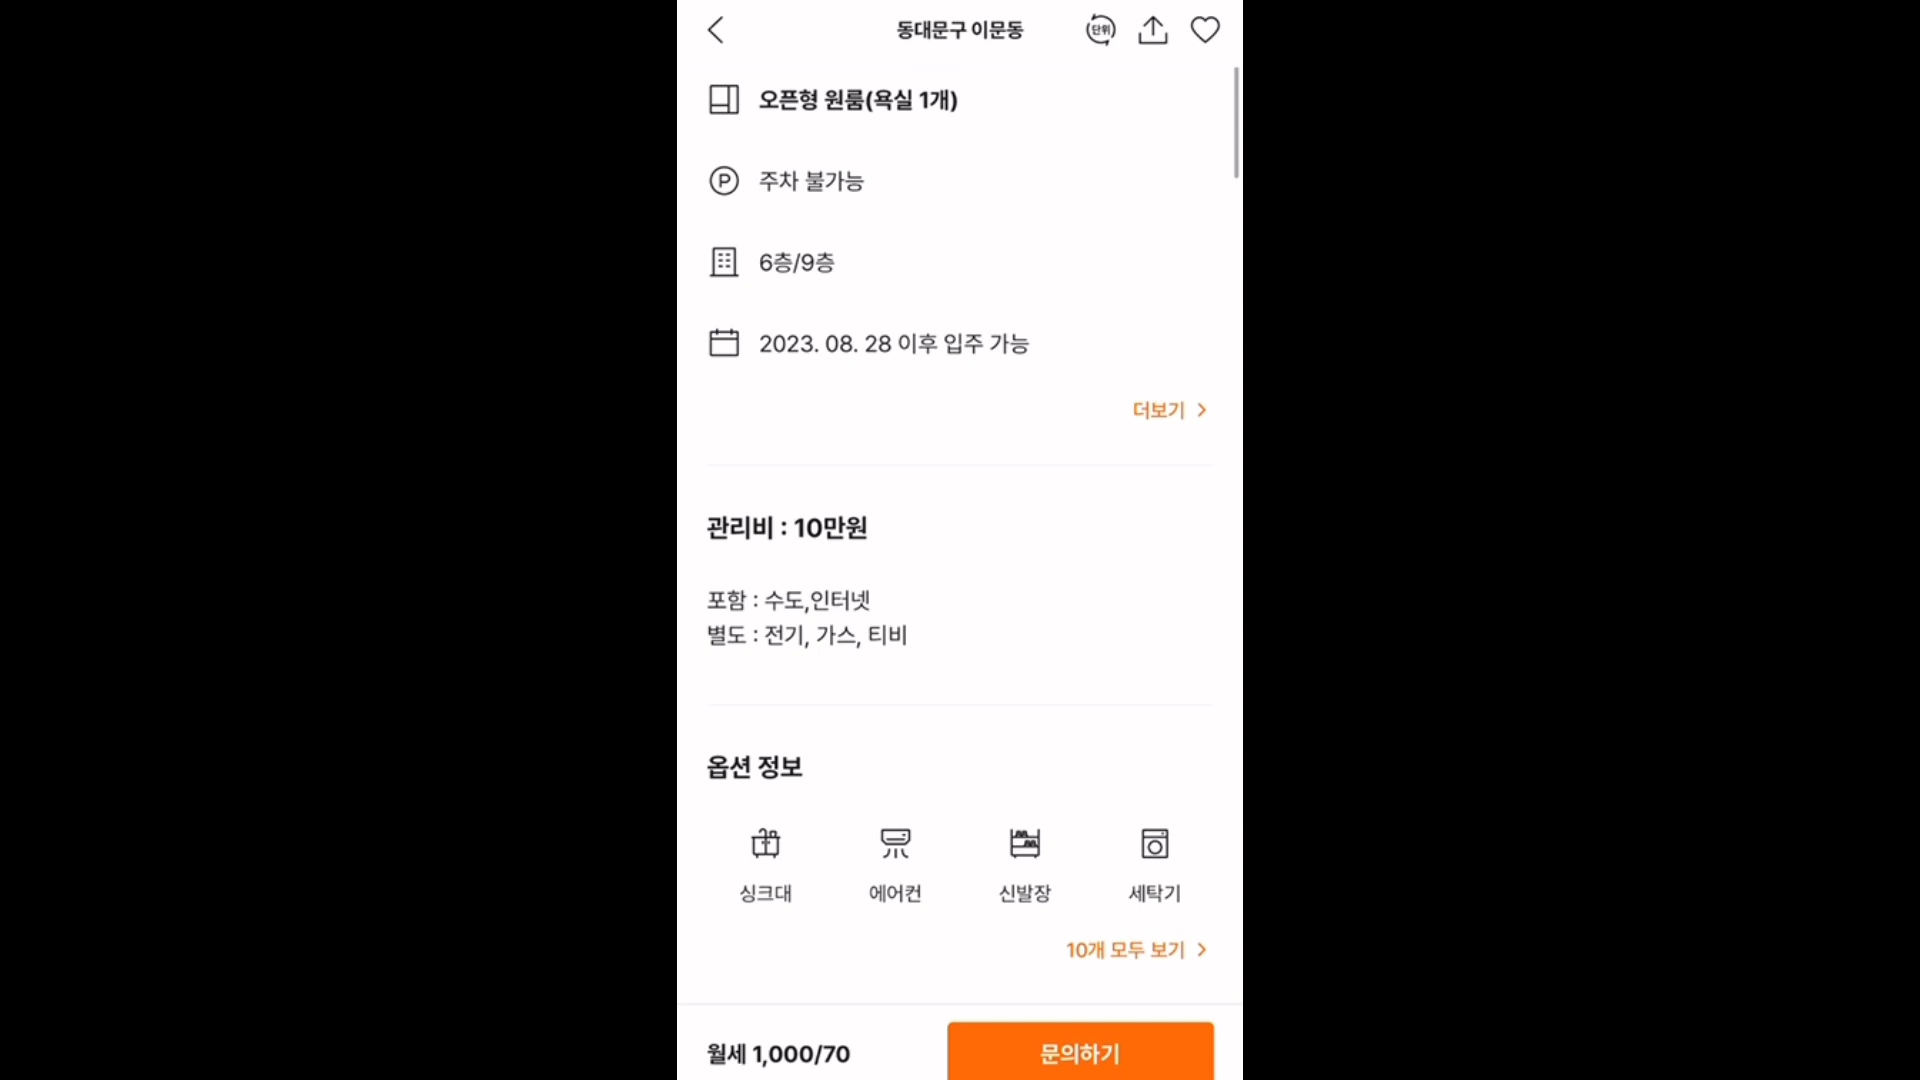 동대문구 이문동
단위
오픈형 원룸(욕실 1개)
P 주차 불가능
6층/9층
2023. 08. 28 이후 입주 가능
더보기
관리비 : 10만원
포함 : 수도,인터넷
별도 : 전기, 가스, 티비
옵션 정보
싱크대 에어컨 신발장 세탁기
10개 모두 보기
월세 1,000/70 문의하기